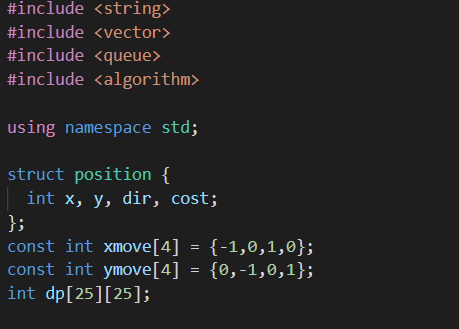 #include <string>
#include <vector>
#include <queue>
#include <algorithm>
using namespace std;
struct position {
  int x, y, dir, cost;
};
const int xmove[4] = {-1,0,1,0};
const int ymove[4] = {0,-1,0,1};
int dp[25][25];